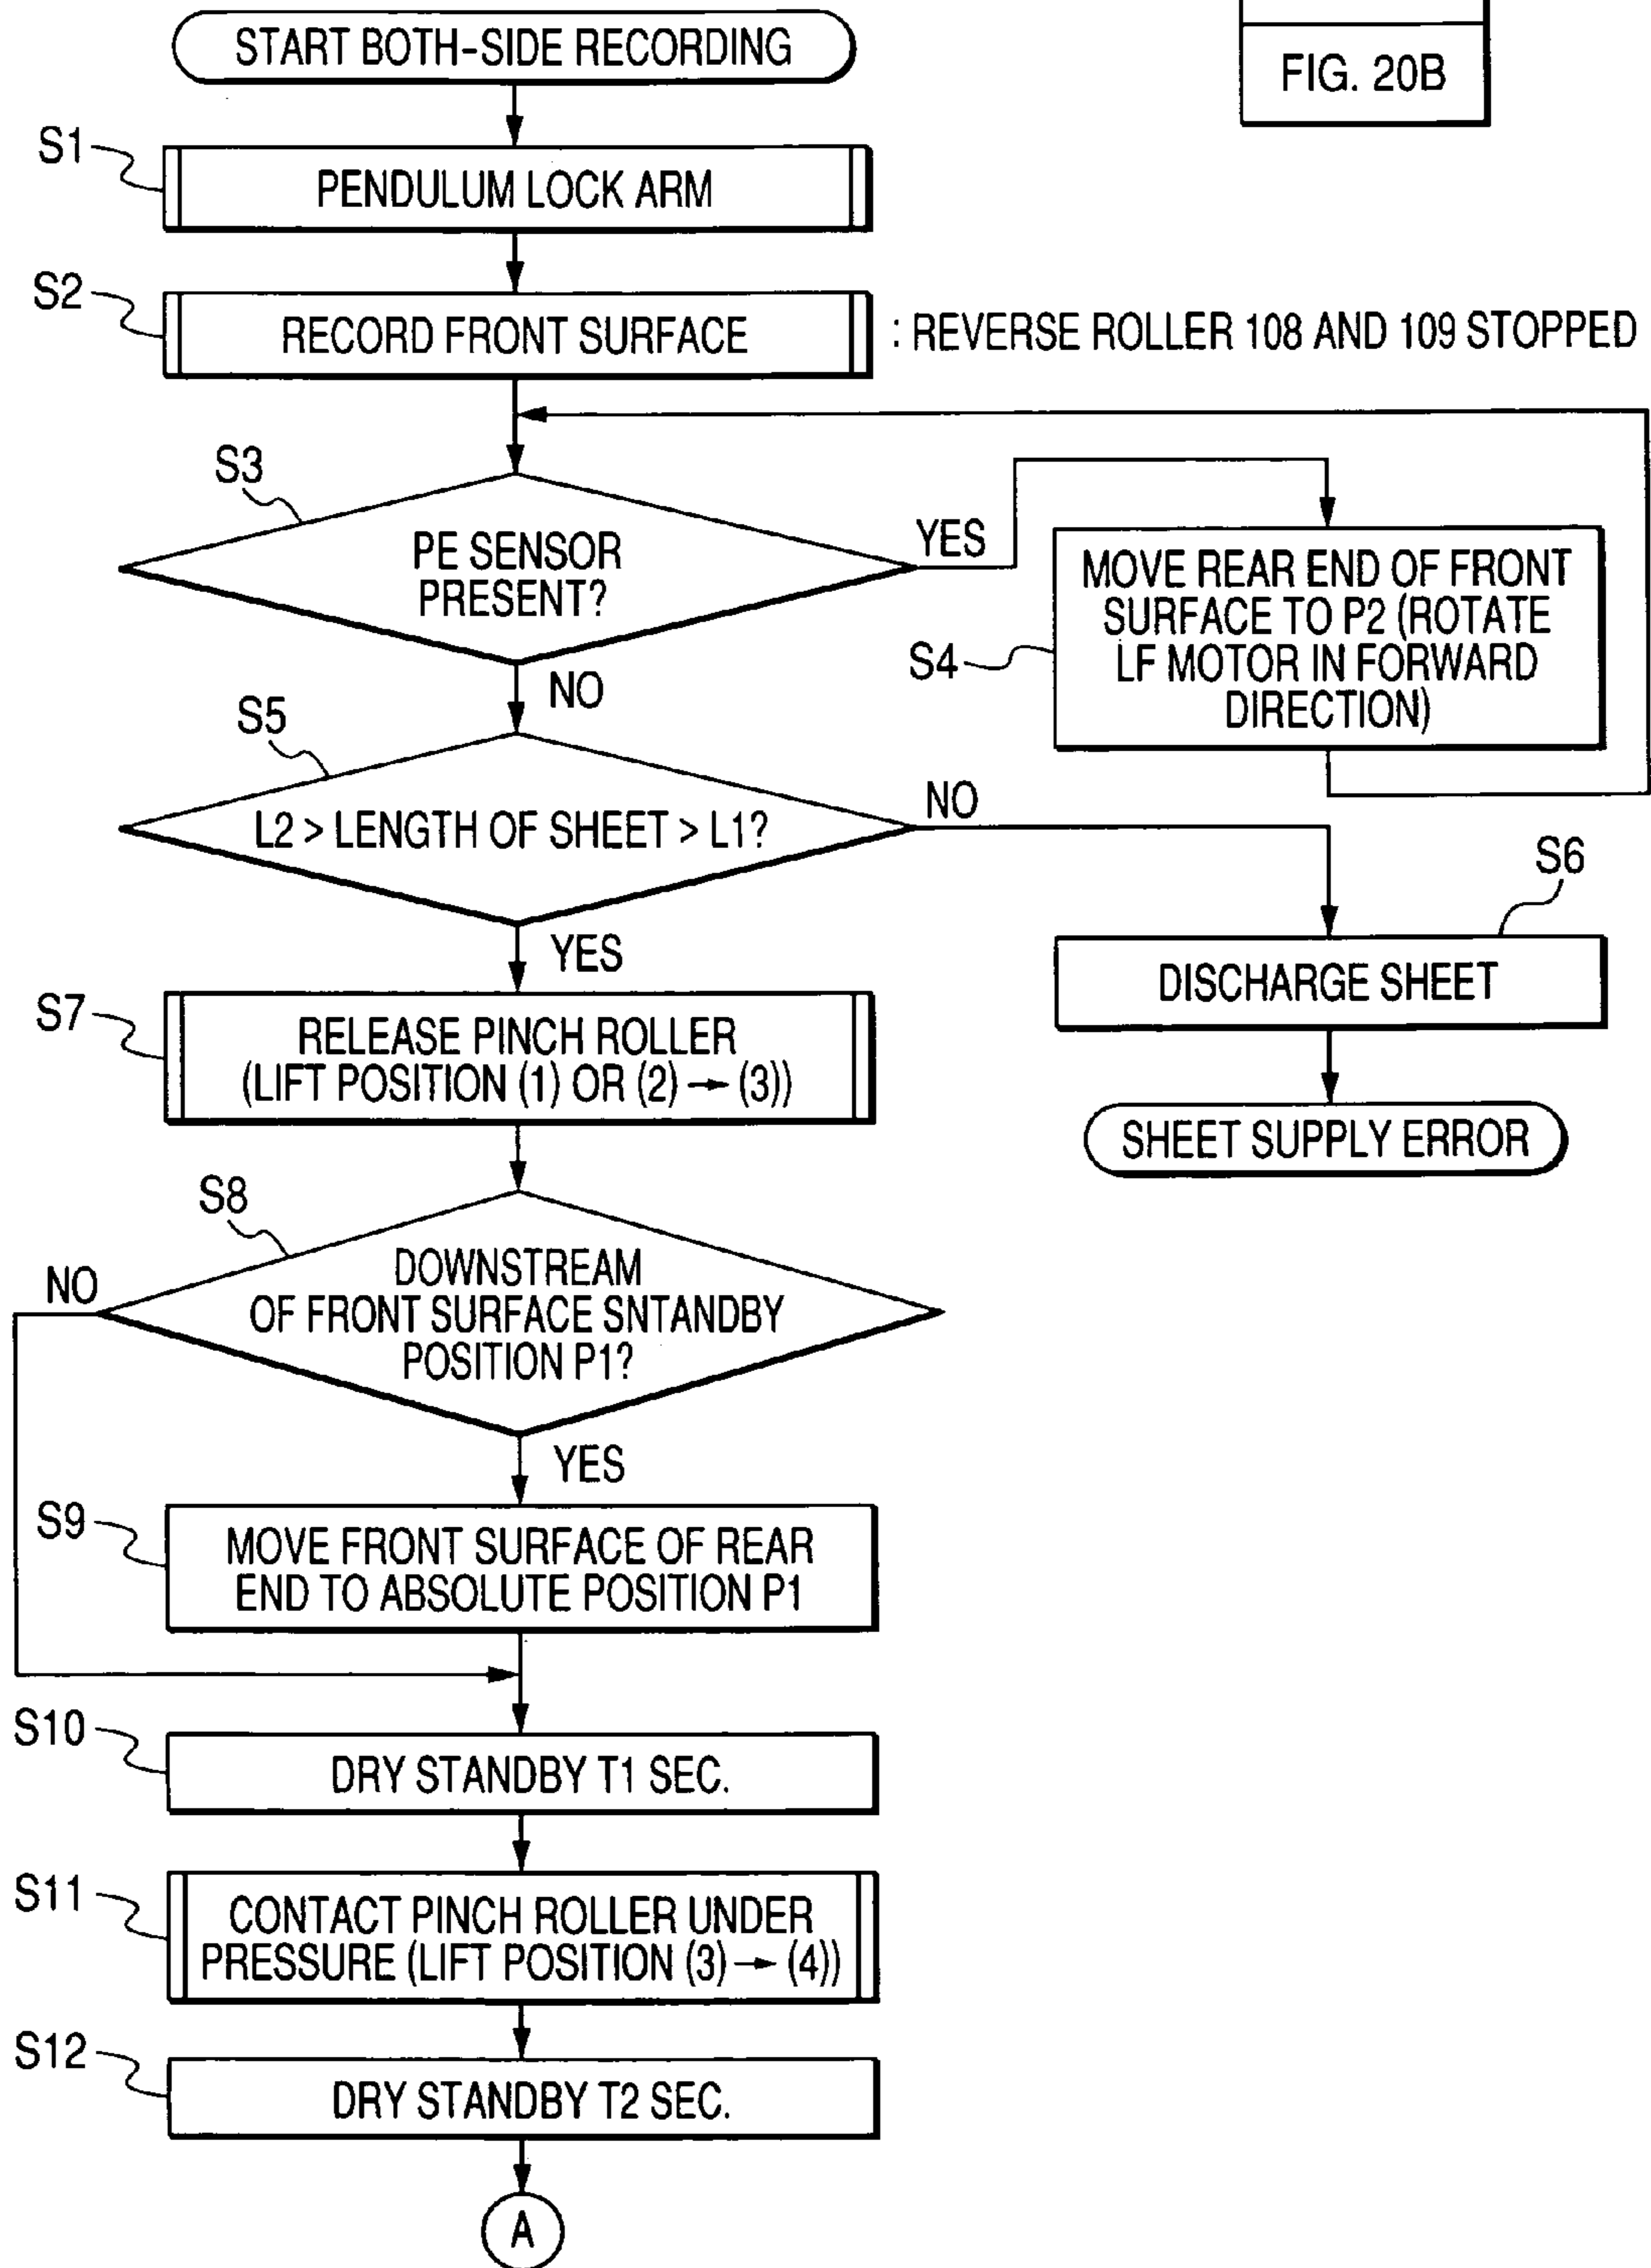 START BOTH-SIDE RECORDING
FIG. 20B
S1
PENDULUM LOCK ARM
S2
RECORD FRONT SURFACE
: REVERSE ROLLER 108 AND 109 STOPPED
S3
PE SENSOR
PRESENT?
YES
NO
S4
MOVE REAR END OF FRONT
SURFACE TO P2 (ROTATE
LF MOTOR IN FORWARD
DIRECTION)
S5
L2 > LENGTH OF SHEET > L1?
NO
YES
S6
DISCHARGE SHEET
SHEET SUPPLY ERROR
S7
RELEASE PINCH ROLLER
(LIFT POSITION (1) OR (2) → (3))
S8
DOWNSTREAM
OF FRONT SURFACE SNTANDBY
POSITION P1?
NO
YES
S9
MOVE FRONT SURFACE OF REAR
END TO ABSOLUTE POSITION P1
S10
DRY STANDBY T1 SEC.
S11
CONTACT PINCH ROLLER UNDER
PRESSURE (LIFT POSITION (3) → (4))
S12
DRY STANDBY T2 SEC.
A